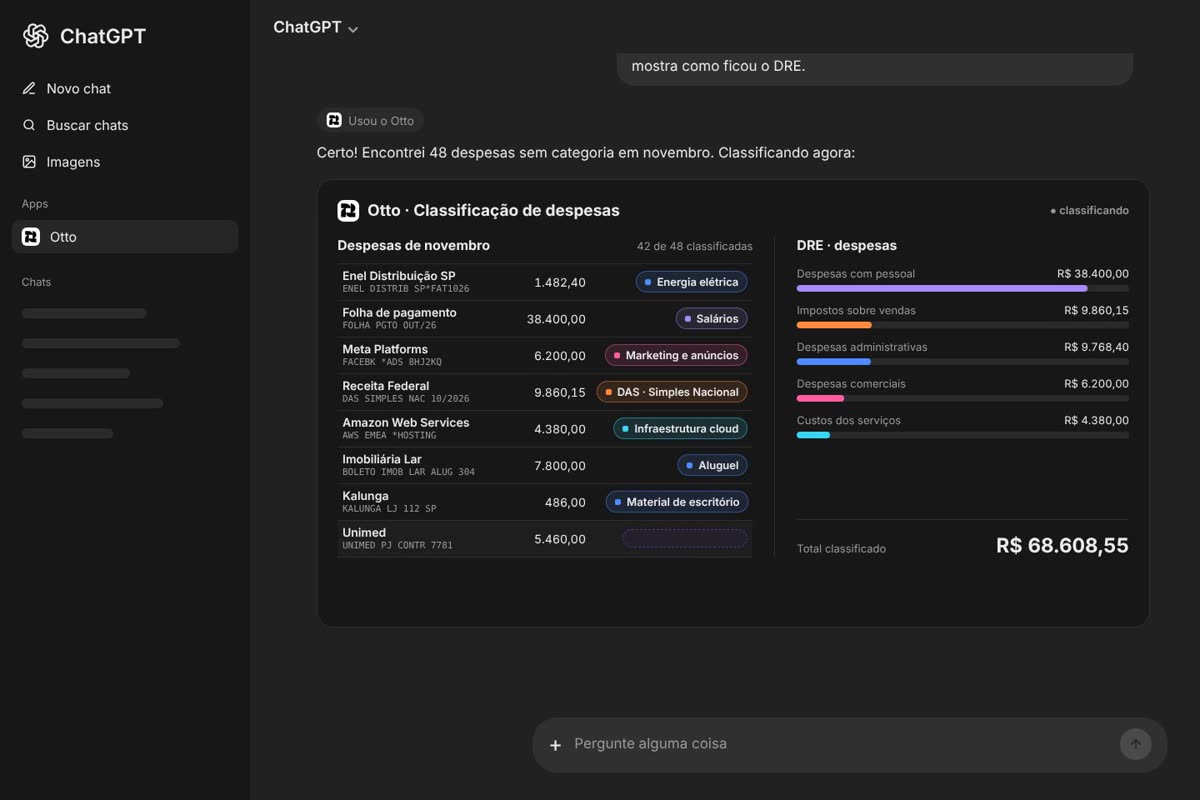 ChatGPT
Novo chat
Buscar chats
Imagens
Apps
Otto
Chats
ChatGPT
mostra como ficou o DRE.
Usou o Otto
Certo! Encontrei 48 despesas sem categoria em novembro. Classificando agora:
Otto · Classificação de despesas
• classificando
Despesas de novembro
42 de 48 classificadas
Enel Distribuição SP
ENEL DISTRIB SP*FAT1026
1.482,40
Energia elétrica
Folha de pagamento
FOLHA PGTO OUT/26
38.400,00
Salários
Meta Platforms
FACEBK *ADS 8HJ2KQ
6.200,00
Marketing e anúncios
Receita Federal
DAS SIMPLES NAC 10/2026
9.860,15
DAS · Simples Nacional
Amazon Web Services
AWS EMEA *HOSTING
4.380,00
Infraestrutura cloud
Imobiliária Lar
BOLETO IMOB LAR ALUG 304
7.800,00
Aluguel
Kalunga
KALUNGA LJ 112 SP
486,00
Material de escritório
Unimed
UNIMED PJ CONTR 7781
5.460,00
DRE · despesas
Despesas com pessoal R$ 38.400,00
Impostos sobre vendas R$ 9.860,15
Despesas administrativas R$ 9.768,40
Despesas comerciais R$ 6.200,00
Custos dos serviços R$ 4.380,00
Total classificado R$ 68.608,55
Pergunte alguma coisa